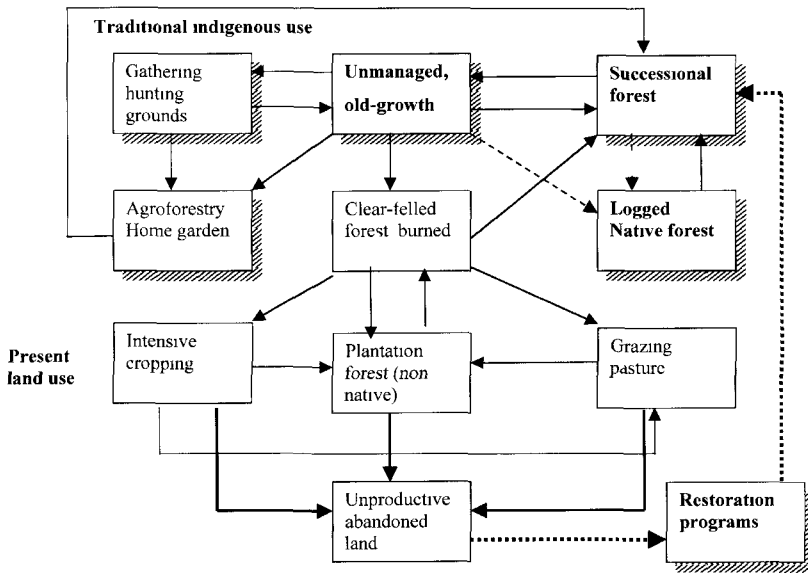 Traditional indigenous use
Gathering
hunting
grounds
Unmanaged,
old-growth
Successional
forest
Agroforestry
Home garden
Clear-felled
forest burned
Logged
Native forest
Present
land use
Intensive
cropping
Plantation
forest (non
native)
Grazing
pasture
Unproductive
abandoned
land
Restoration
programs